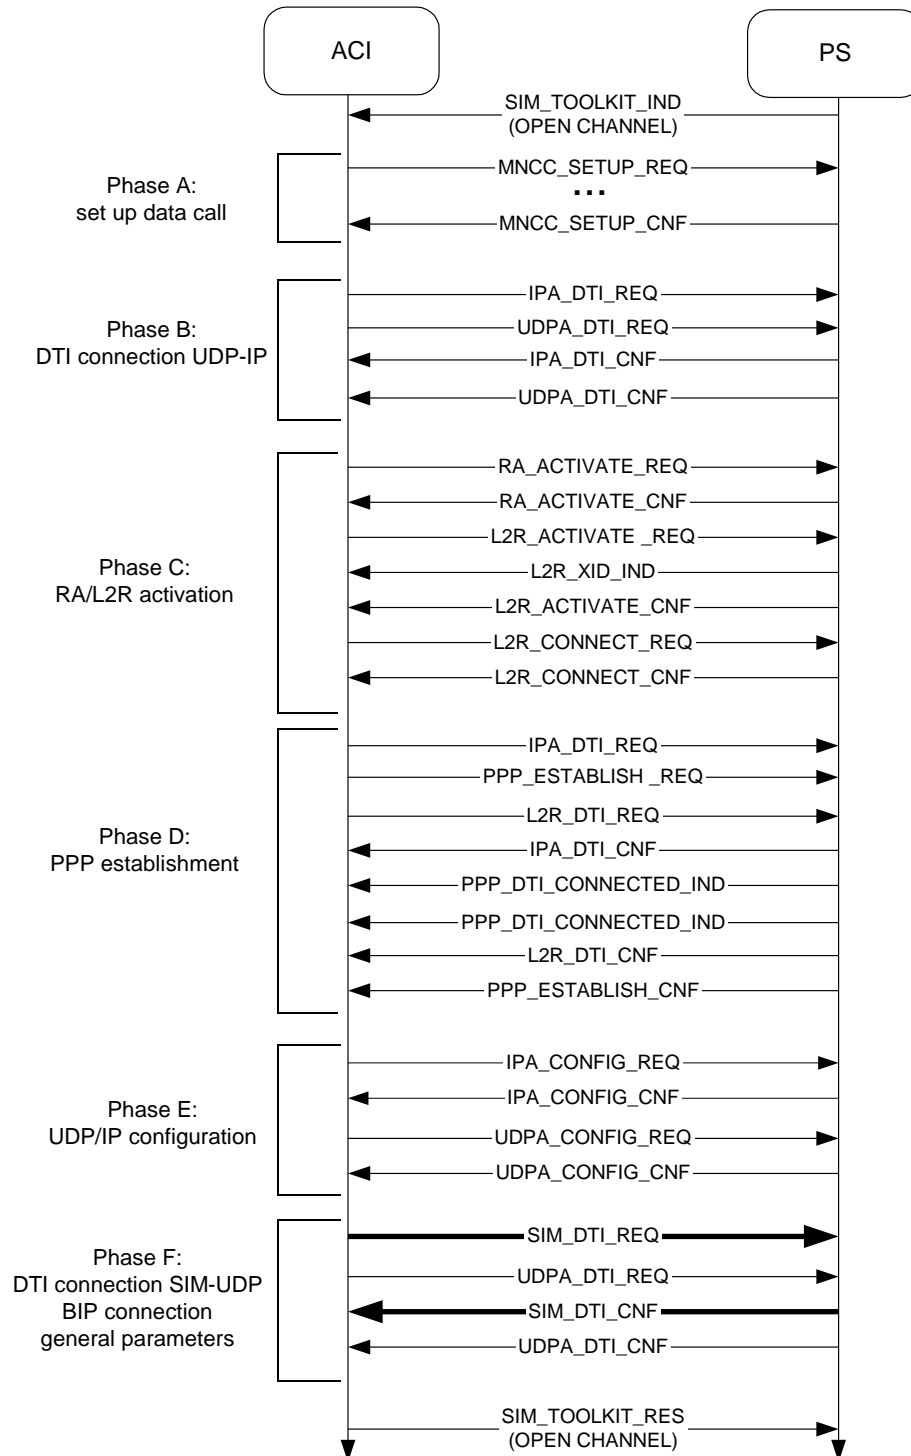 ACI
PS
SIM_TOOLKIT_IND
(OPEN CHANNEL)
Phase A:
set up data call
MNCC_SETUP_REQ
...
MNCC_SETUP_CNF
Phase B:
DTI connection UDP-IP
IPA_DTI_REQ
UDPA_DTI_REQ
IPA_DTI_CNF
UDPA_DTI_CNF
Phase C:
RA/L2R activation
RA_ACTIVATE_REQ
RA_ACTIVATE_CNF
L2R_ACTIVATE _REQ
L2R_XID_IND
L2R_ACTIVATE_CNF
L2R_CONNECT_REQ
L2R_CONNECT_CNF
Phase D:
PPP establishment
IPA_DTI_REQ
PPP_ESTABLISH _REQ
L2R_DTI_REQ
IPA_DTI_CNF
PPP_DTI_CONNECTED_IND
PPP_DTI_CONNECTED_IND
L2R_DTI_CNF
PPP_ESTABLISH_CNF
Phase E:
UDP/IP configuration
IPA_CONFIG_REQ
IPA_CONFIG_CNF
UDPA_CONFIG_REQ
UDPA_CONFIG_CNF
Phase F:
DTI connection SIM-UDP
BIP connection
general parameters
SIM_DTI_REQ
UDPA_DTI_REQ
SIM_DTI_CNF
UDPA_DTI_CNF
SIM_TOOLKIT_RES
(OPEN CHANNEL)